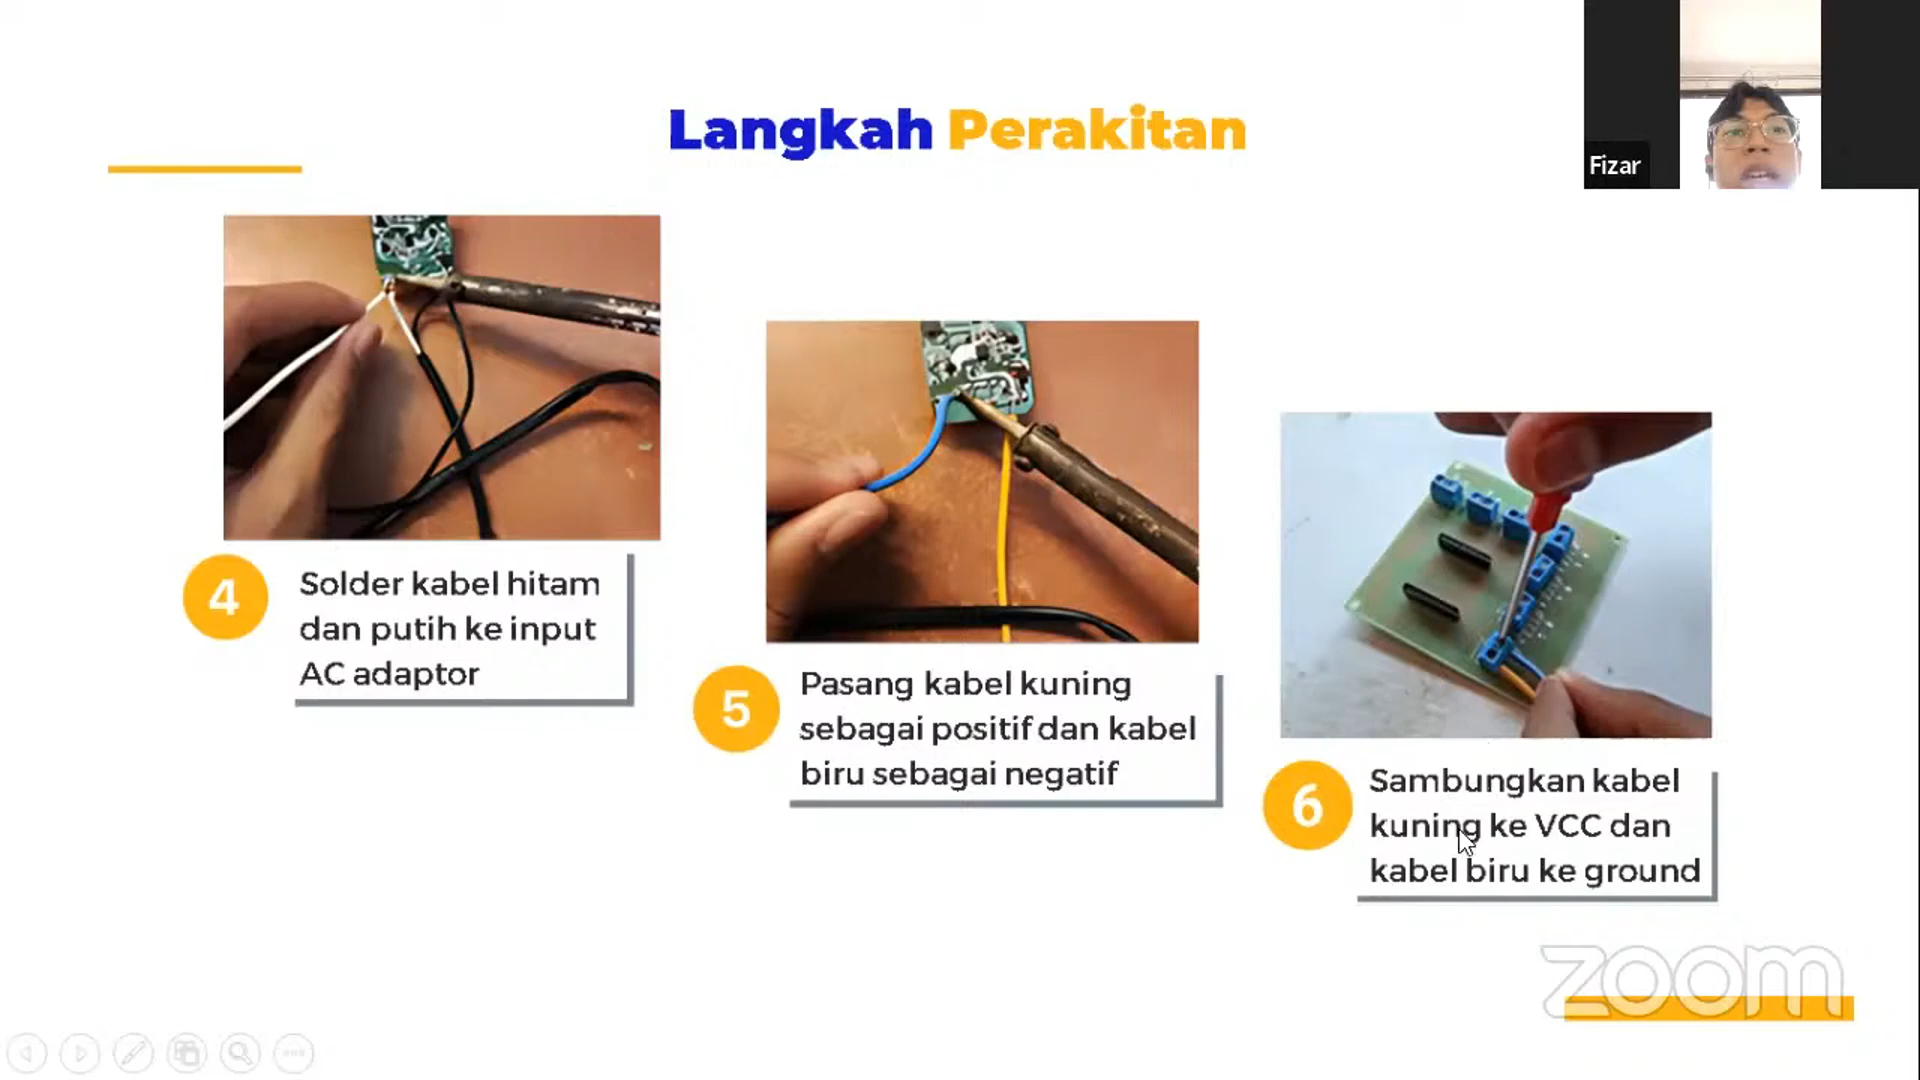 Langkah Perakitan
Fizar
4
Solder kabel hitam
dan putih ke input
AC adaptor
5
Pasang kabel kuning
sebagai positif dan kabel
biru sebagai negatif
6
Sambungkan kabel
kuning ke VCC dan
kabel biru ke ground
zoom